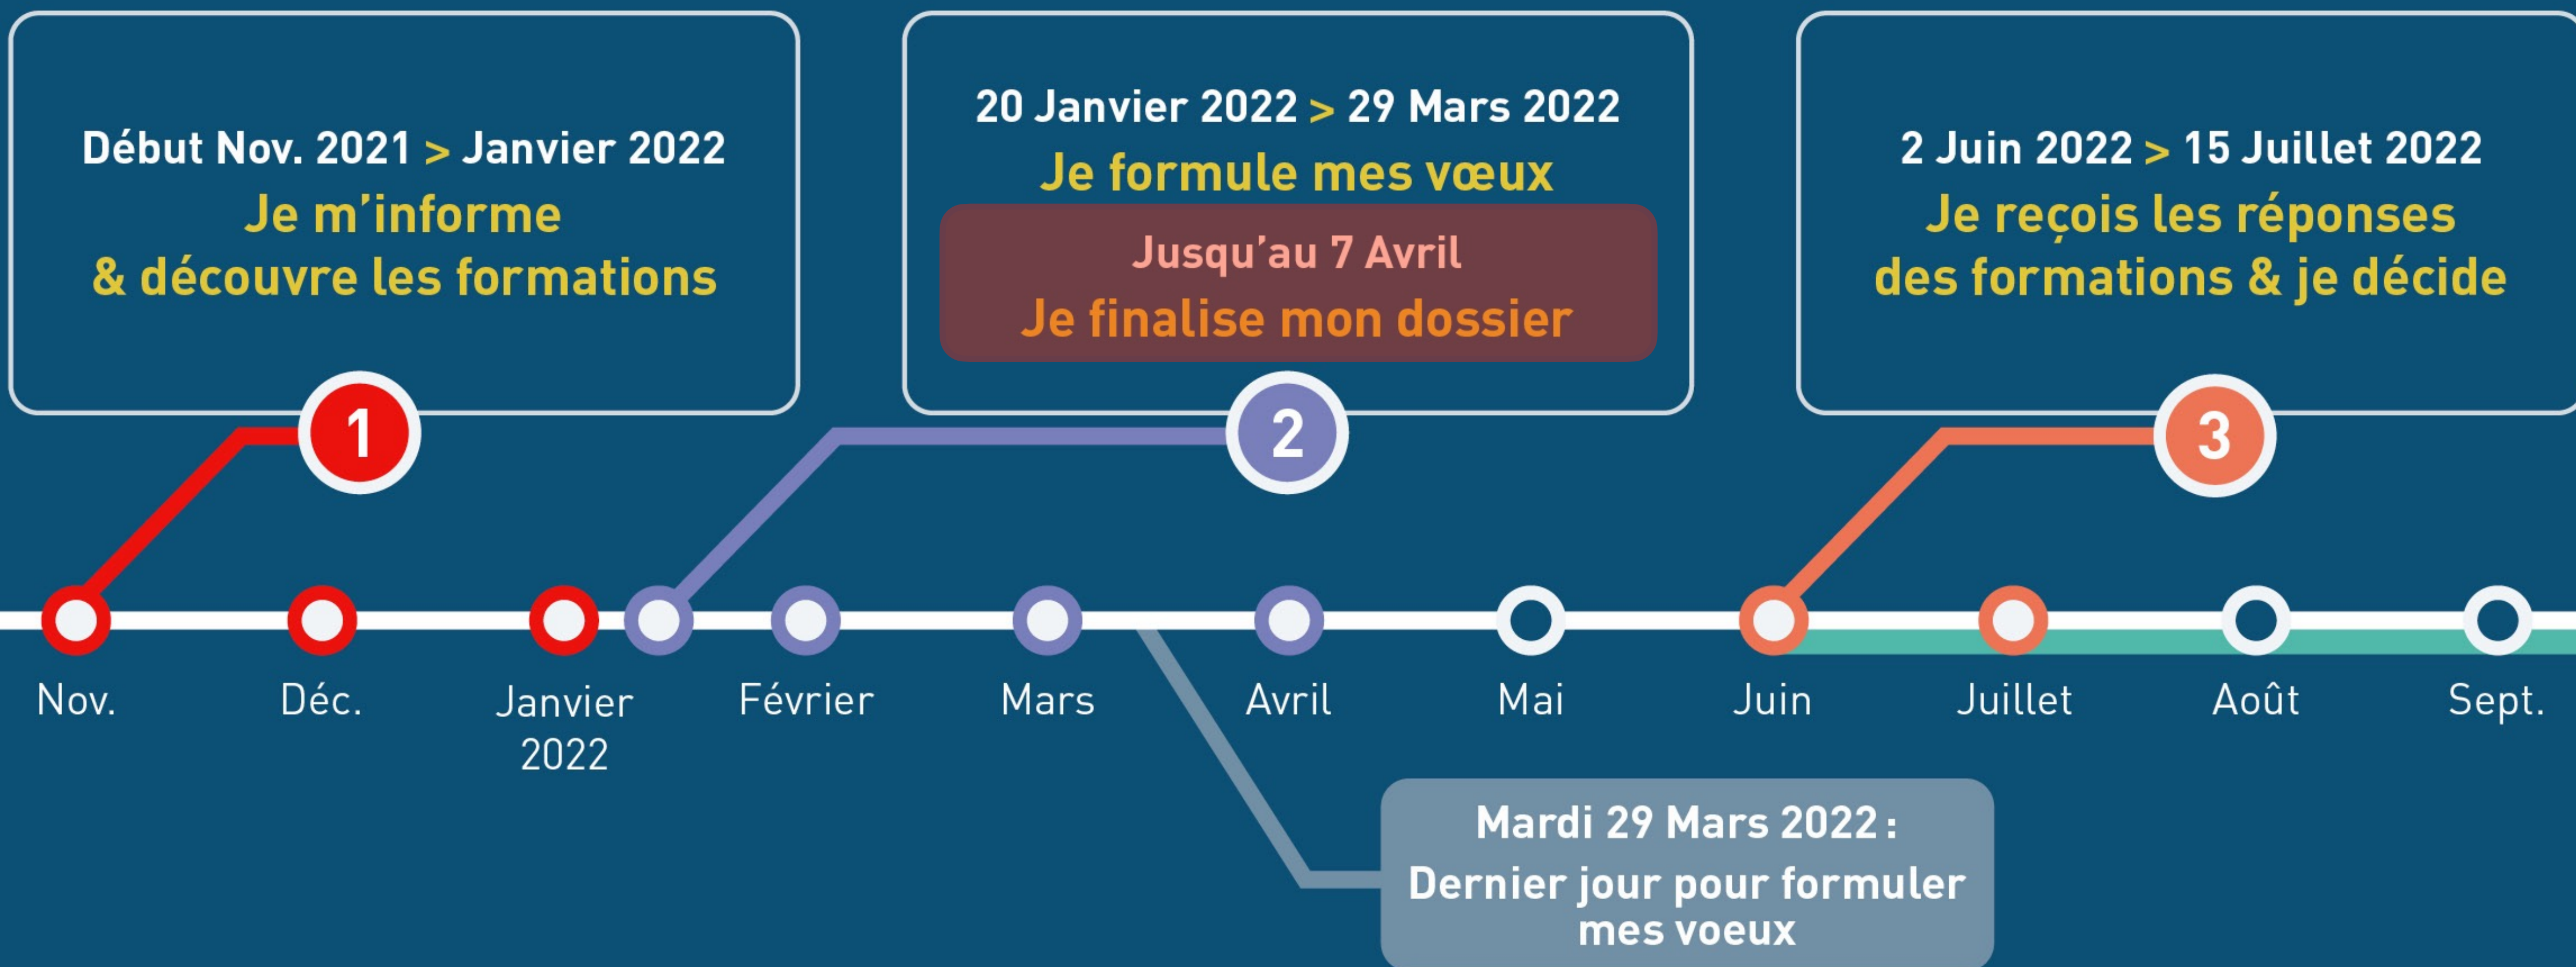 Début Nov. 2021 > Janvier 2022
Je m'informe
& découvre les formations
1
20 Janvier 2022 > 29 Mars 2022
Je formule mes vœux
Jusqu'au 7 Avril
Je finalise mon dossier
2
2 Juin 2022 > 15 Juillet 2022
Je reçois les réponses
des formations & je décide
3
Nov.
Déc.
Janvier
2022
Février
Mars
Avril
Mai
Juin
Juillet
Août
Sept.
Mardi 29 Mars 2022 :
Dernier jour pour formuler
mes voeux